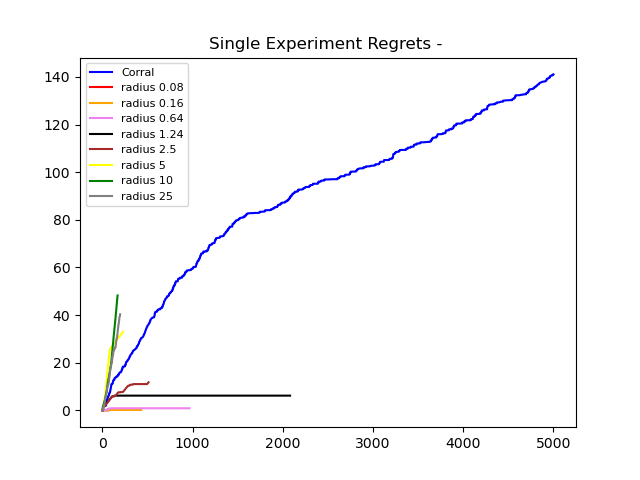 Single Experiment Regrets -
140
120
100
80
60
40
20
0
Corral
radius 0.08
radius 0.16
radius 0.64
radius 1.24
radius 2.5
radius 5
radius 10
radius 25
0 1000 2000 3000 4000 5000